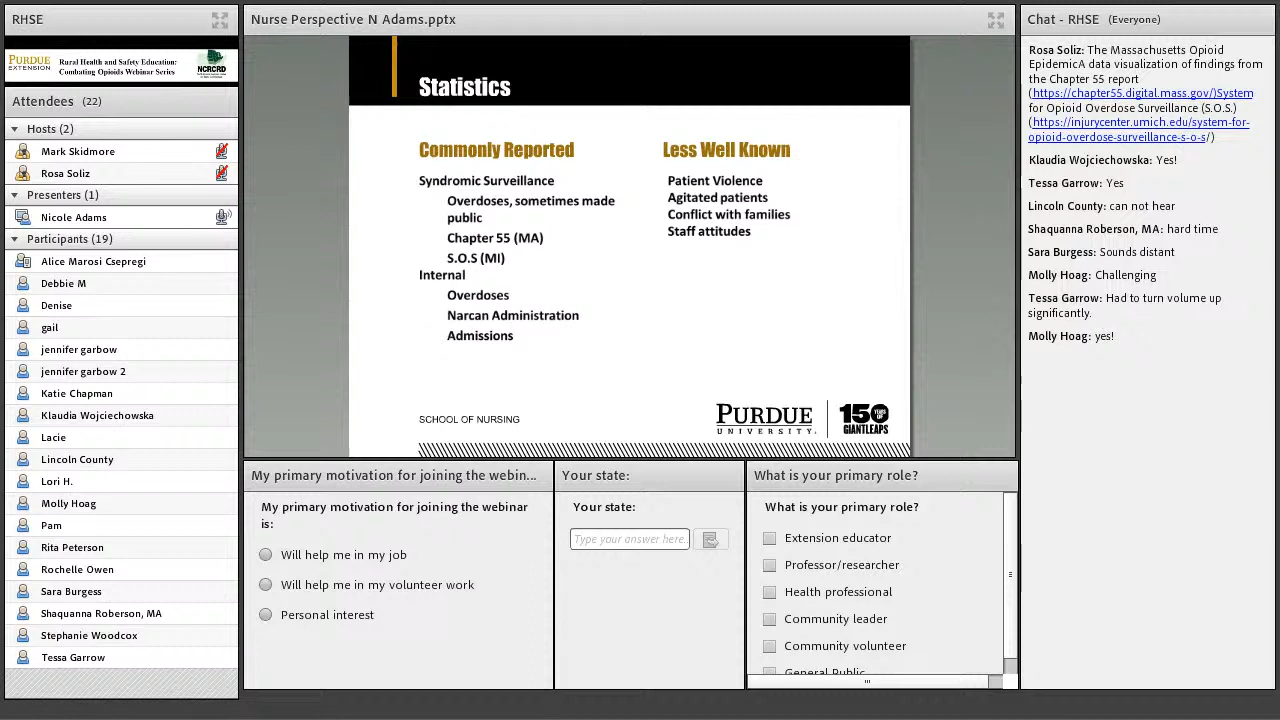 RHSE
PURDUE
EXTENSION
Rural Health and Safety Education:
Combating Opioids Webinar Series
NCRCRD
Attendees (22)
Hosts (2)
Mark Skidmore
Rosa Soliz
Presenters (1)
Nicole Adams
Participants (19)
Alice Marosi Csepregi
Debbie M
Denise
gail
jennifer garbow
jennifer garbow 2
Katie Chapman
Klaudia Wojciechowska
Lacie
Lincoln County
Lori H.
Molly Hoag
Pam
Rita Peterson
Rochelle Owen
Sara Burgess
Shaquanna Roberson, MA
Stephanie Woodcox
Tessa Garrow
Nurse Perspective N Adams.pptx
Statistics
Commonly Reported
Syndromic Surveillance
Overdoses, sometimes made
public
Chapter 55 (MA)
S.O.S (MI)
Internal
Overdoses
Narcan Administration
Admissions
Less Well Known
Patient Violence
Agitated patients
Conflict with families
Staff attitudes
SCHOOL OF NURSING
PURDUE
UNIVERSITY.
150 YEARS OF
GIANT LEAPS
My primary motivation for joining the webin...
My primary motivation for joining the webinar
is:
Will help me in my job
Will help me in my volunteer work
Personal interest
Your state:
Your state:
Type your answer here.
What is your primary role?
What is your primary role?
Extension educator
Professor/researcher
Health professional
Community leader
Community volunteer
General Public
Chat - RHSE (Everyone)
Rosa Soliz: The Massachusetts Opioid
EpidemicA data visualization of findings from
the Chapter 55 report
(https://chapter55.digital.mass.gov/)System
for Opioid Overdose Surveillance (S.O.S.)
(https://injurycenter.umich.edu/system-for-
opioid-overdose-surveillance-s-o-s/)
Klaudia Wojciechowska: Yes!
Tessa Garrow: Yes
Lincoln County: can not hear
Shaquanna Roberson, MA: hard time
Sara Burgess: Sounds distant
Molly Hoag: Challenging
Tessa Garrow: Had to turn volume up
significantly.
Molly Hoag: yes!